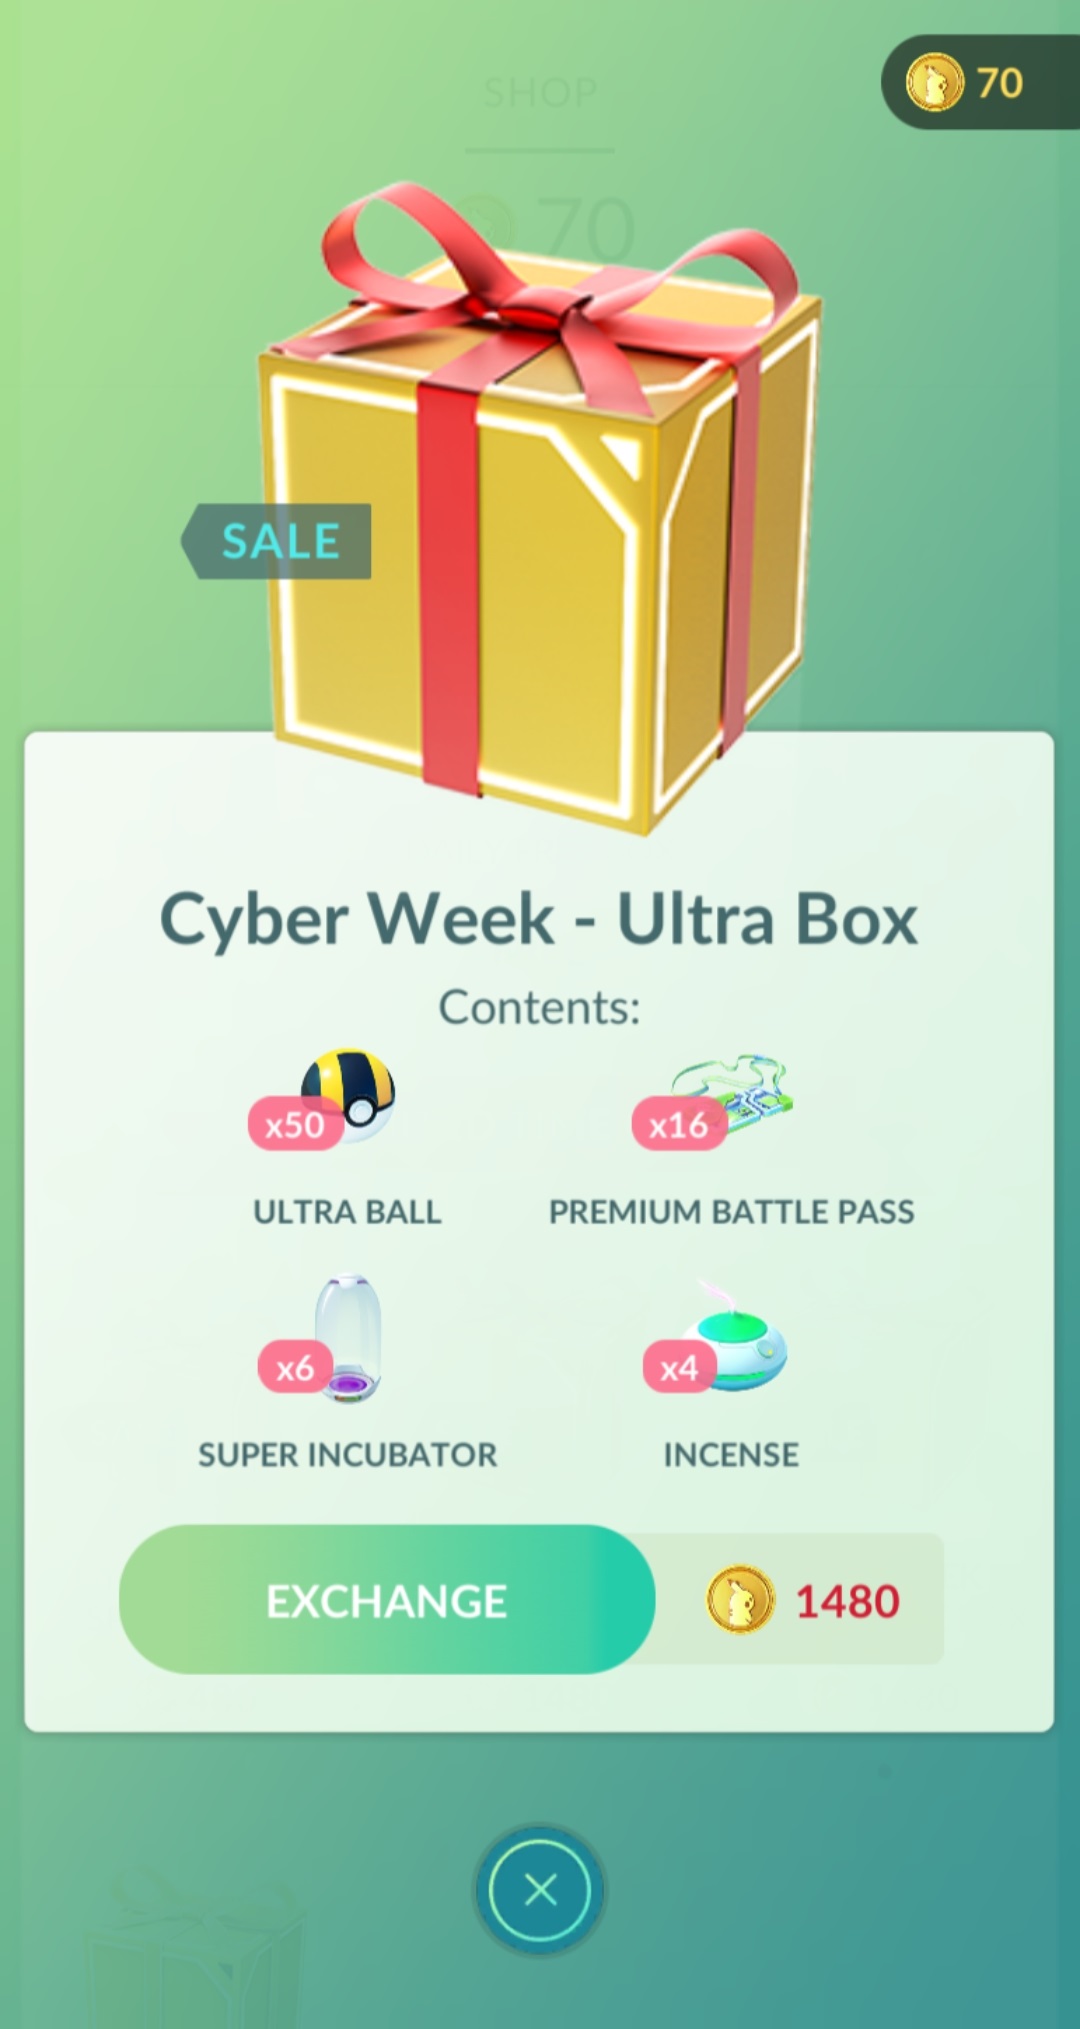 70
SHOP
70
SALE
Cyber Week - Ultra Box
Contents:
x50
x16
ULTRA BALL
PREMIUM BATTLE PASS
x6
x4
SUPER INCUBATOR
INCENSE
EXCHANGE
1480